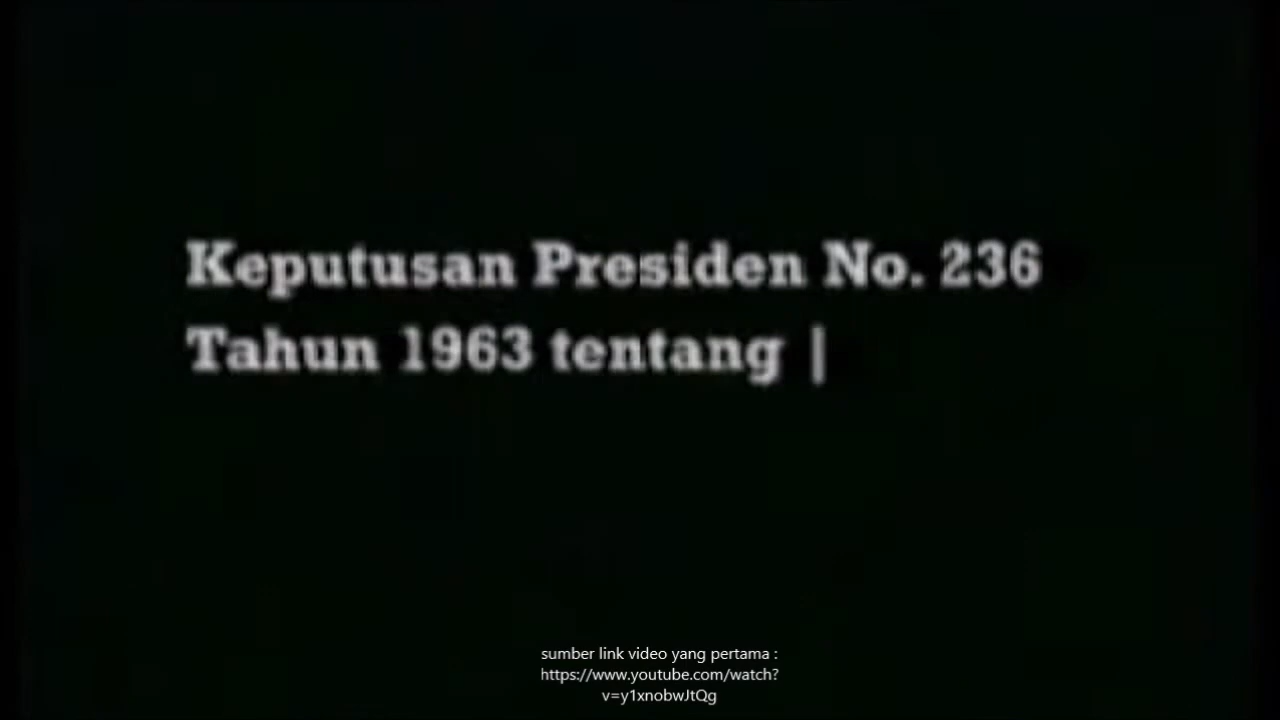 Keputusan Presiden No. 236
Tahun 1963 tentang |
sumber link video yang pertama :
https://www.youtube.com/watch?
v=y1xnobwJtQg